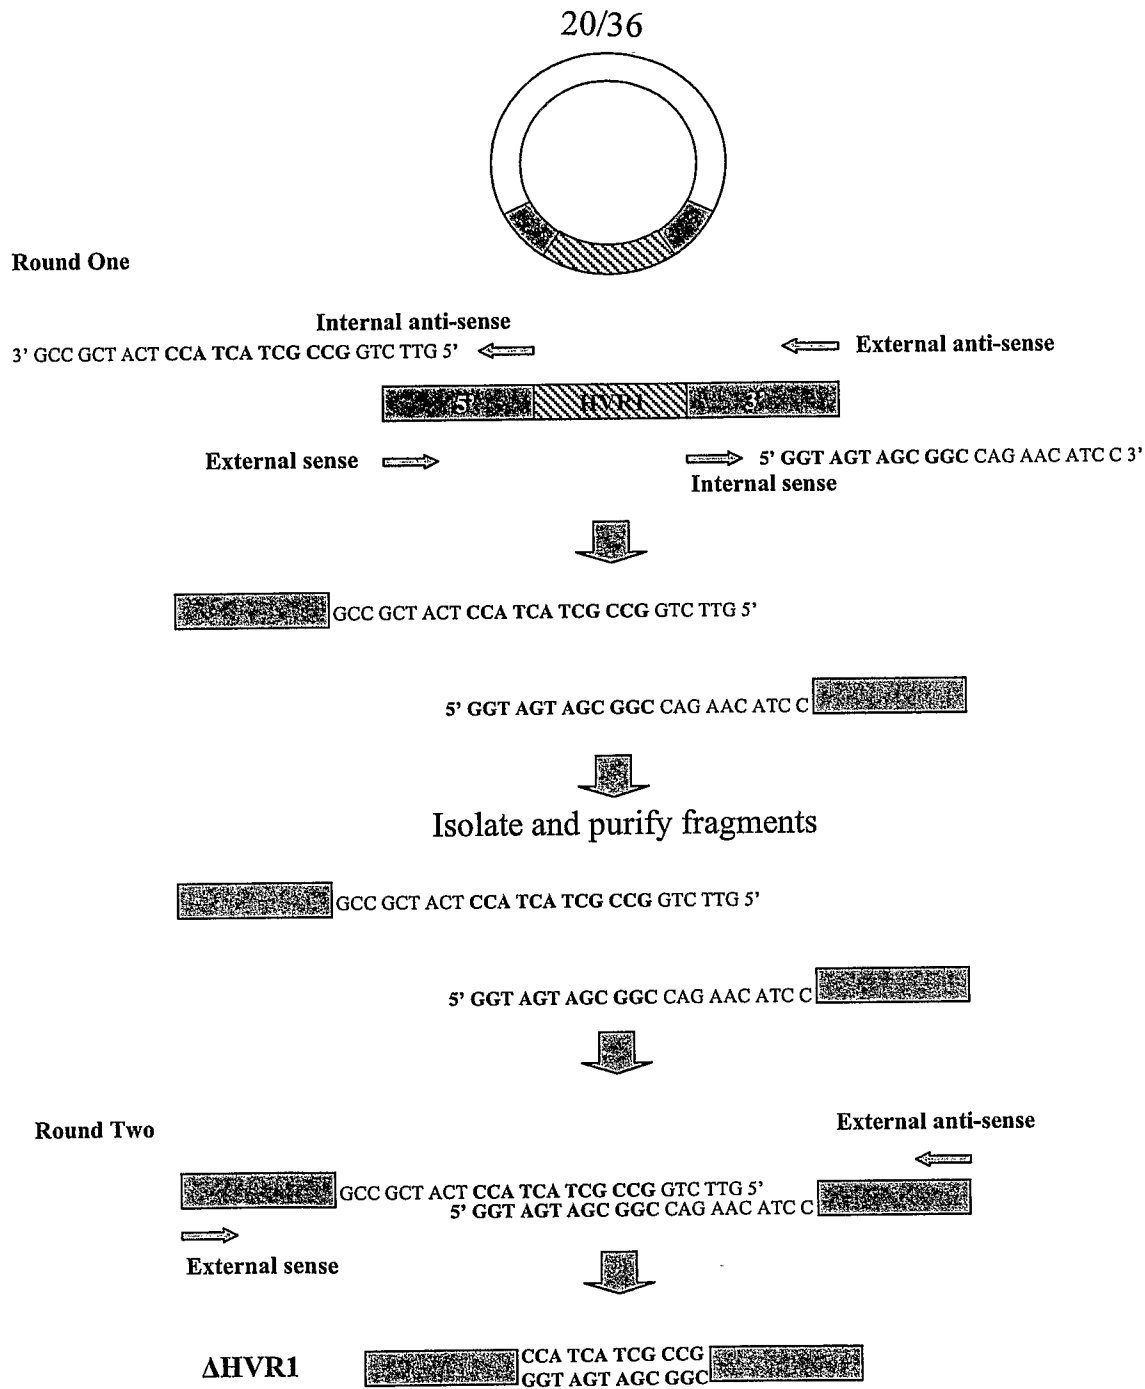 20/36
Round One
Internal anti-sense
3' GCC GCT ACT CCA TCA TCG CCG GTC TTG 5'
External anti-sense
5' HVR1 3'
External sense
5' GGT AGT AGC GGC CAG AAC ATC C 3'
Internal sense
GCC GCT ACT CCA TCA TCG CCG GTC TTG 5'
5' GGT AGT AGC GGC CAG AAC ATC C
Isolate and purify fragments
GCC GCT ACT CCA TCA TCG CCG GTC TTG 5'
5' GGT AGT AGC GGC CAG AAC ATC C
Round Two
External anti-sense
GCC GCT ACT CCA TCA TCG CCG GTC TTG 5'
5' GGT AGT AGC GGC CAG AAC ATC C
External sense
ΔHVR1
CCA TCA TCG CCG
GGT AGT AGC GGC